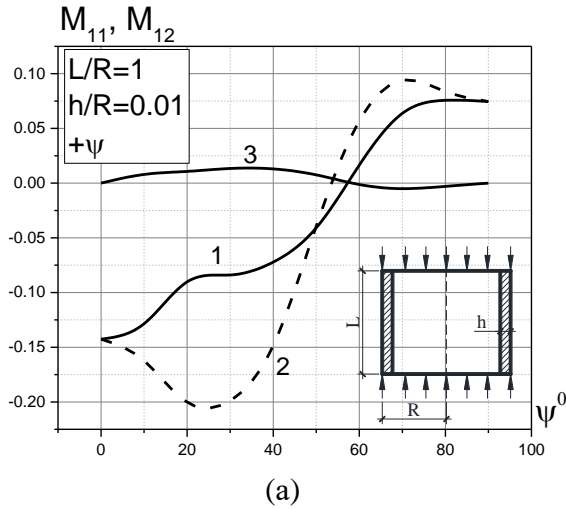 M₁₁, M₁₂
L/R=1
h/R=0.01
+ψ
0.10
0.05
0.00
-0.05
-0.10
-0.15
-0.20
3
1
2
L
h
R
0 20 40 60 80 100
ψ⁰
(a)